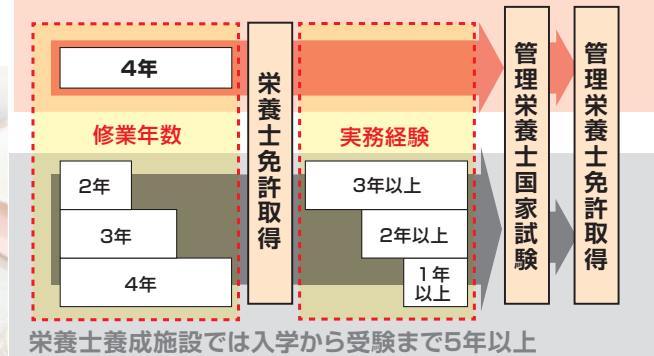 4年
修業年数
2年
3年
4年
栄養士免許取得
実務経験
3年以上
2年以上
1年
以上
管理栄養士国家試験
管理栄養士免許取得
栄養士養成施設では入学から受験まで5年以上